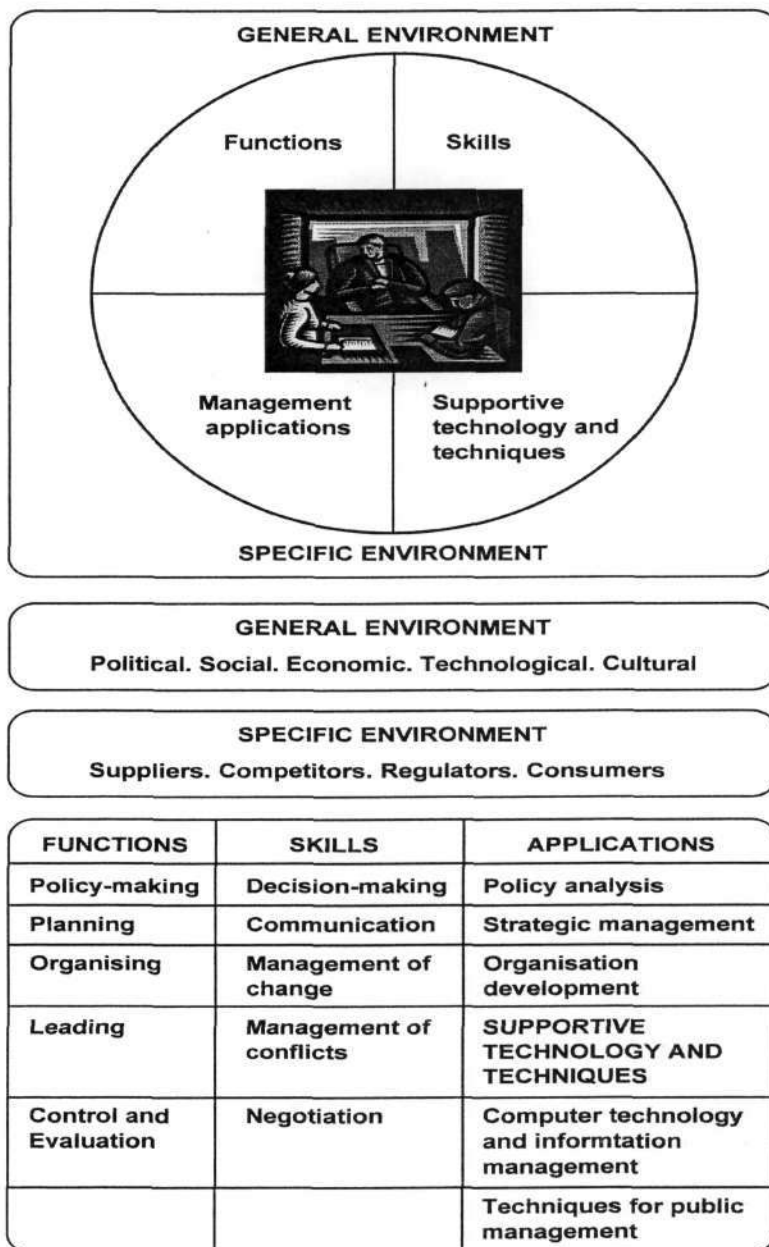 GENERAL ENVIRONMENT
Functions
Skills
Management
applications
Supportive
technology and
techniques
SPECIFIC ENVIRONMENT
GENERAL ENVIRONMENT
Political. Social. Economic. Technological. Cultural
SPECIFIC ENVIRONMENT
Suppliers. Competitors. Regulators. Consumers
FUNCTIONS SKILLS APPLICATIONS
Policy-making Decision-making Policy analysis
Planning Communication Strategic management
Organising Management of Organisation
change development
Leading Management of SUPPORTIVE
conflicts TECHNOLOGY AND
TECHNIQUES
Control and Negotiation Computer technology
Evaluation and informtation
management
Techniques for public
management